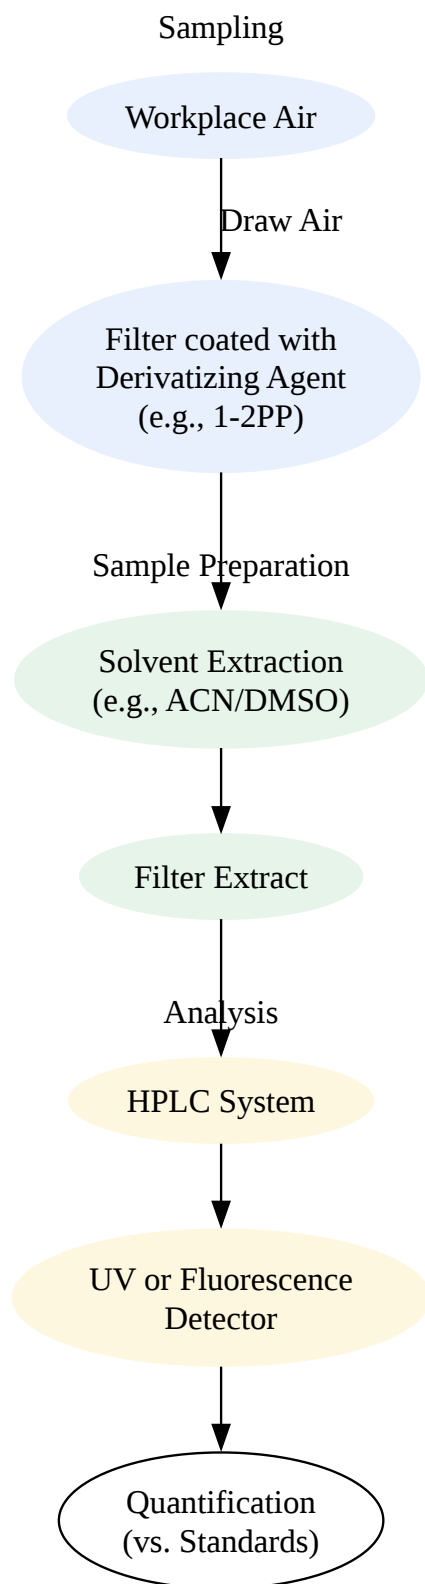 Sampling
Workplace Air
Draw Air
Filter coated with
Derivatizing Agent
(e.g., 1-2PP)
Sample Preparation
Solvent Extraction
(e.g., ACN/DMSO)
Filter Extract
Analysis
HPLC System
UV or Fluorescence
Detector
Quantification
(vs. Standards)